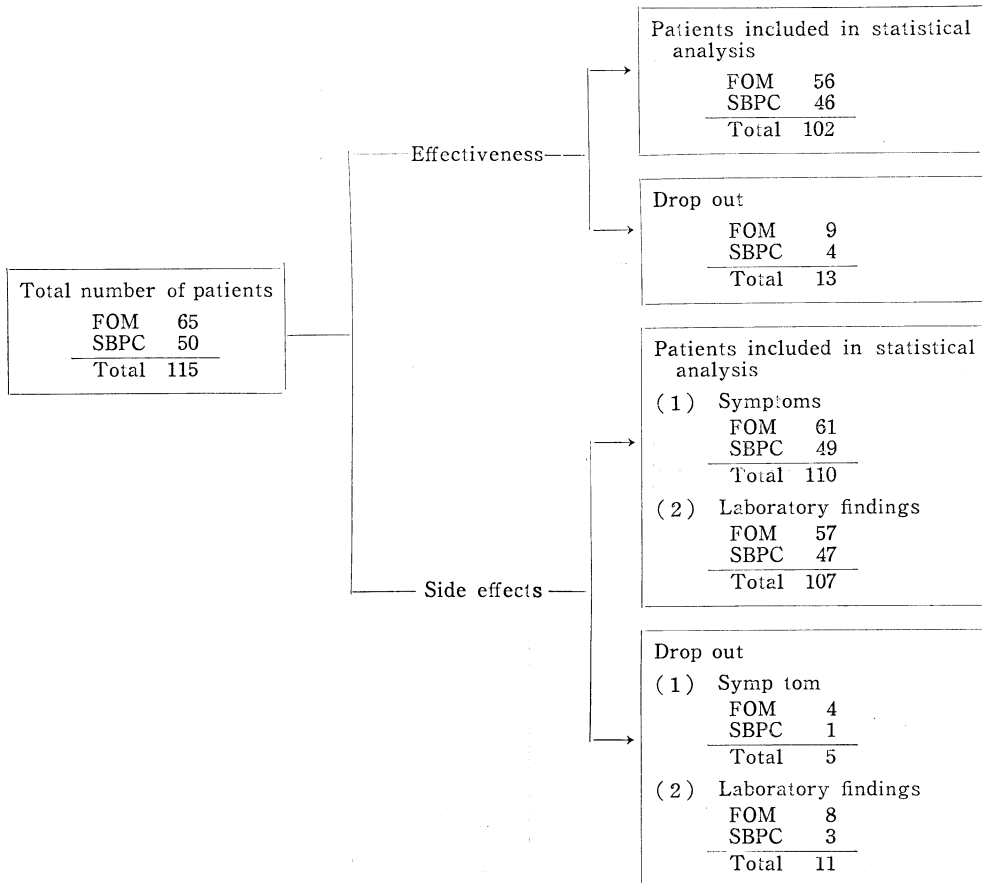 Patients included in statistical
analysis
FOM 56
SBPC 46
Total 102
Effectiveness
Drop out
FOM 9
SBPC 4
Total 13
Total number of patients
FOM 65
SBPC 50
Total 115
Patients included in statistical
analysis
(1) Symptoms
FOM 61
SBPC 49
Total 110
(2) Laboratory findings
FOM 57
SBPC 47
Total 107
Side effects
Drop out
(1) Symp tom
FOM 4
SBPC 1
Total 5
(2) Laboratory findings
FOM 8
SBPC 3
Total 11